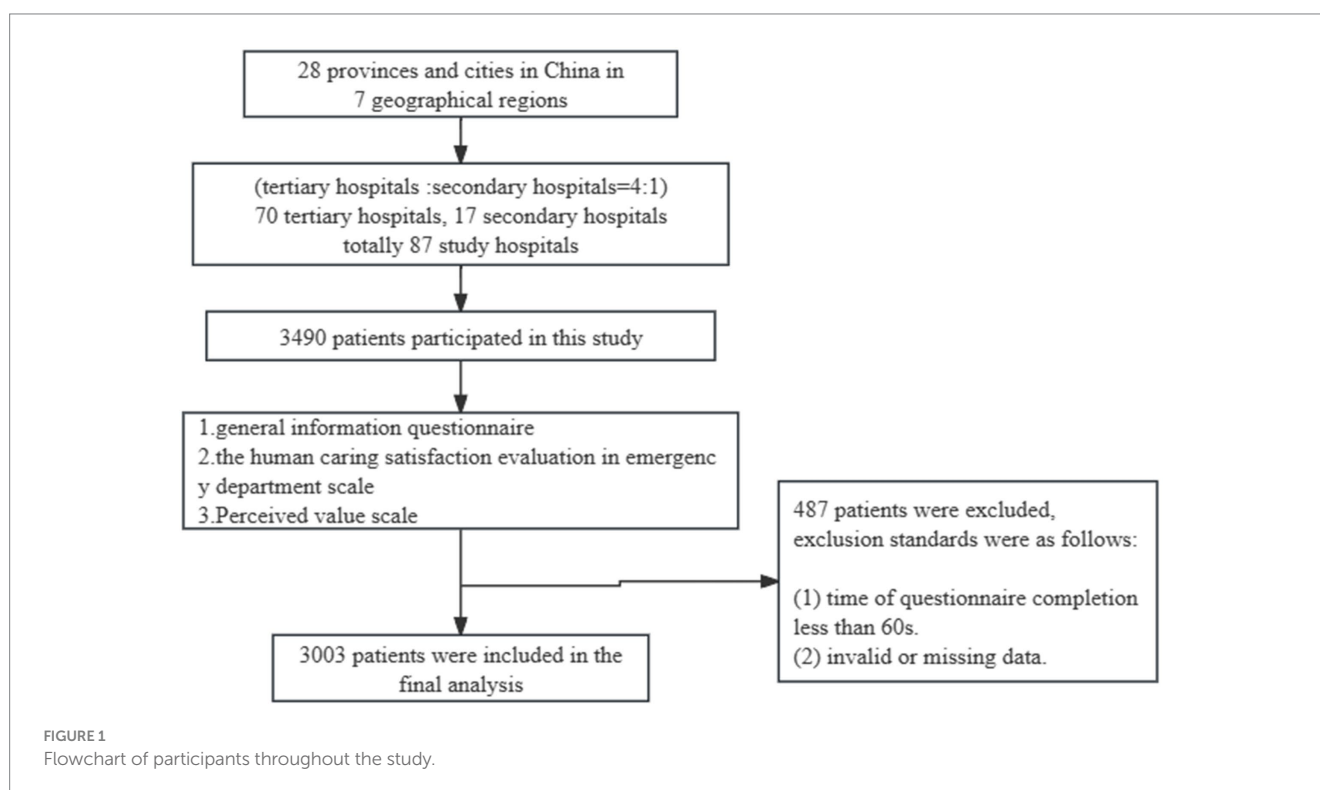 28 provinces and cities in China in
7 geographical regions
(tertiary hospitals :secondary hospitals=4:1)
70 tertiary hospitals, 17 secondary hospitals
totally 87 study hospitals
3490 patients participated in this study
1.general information questionnaire
2.the human caring satisfaction evaluation in emergenc
y department scale
3.Perceived value scale
487 patients were excluded,
exclusion standards were as follows:
(1) time of questionnaire completion
less than 60s.
(2) invalid or missing data.
3003 patients were included in the
final analysis
FIGURE 1
Flowchart of participants throughout the study.